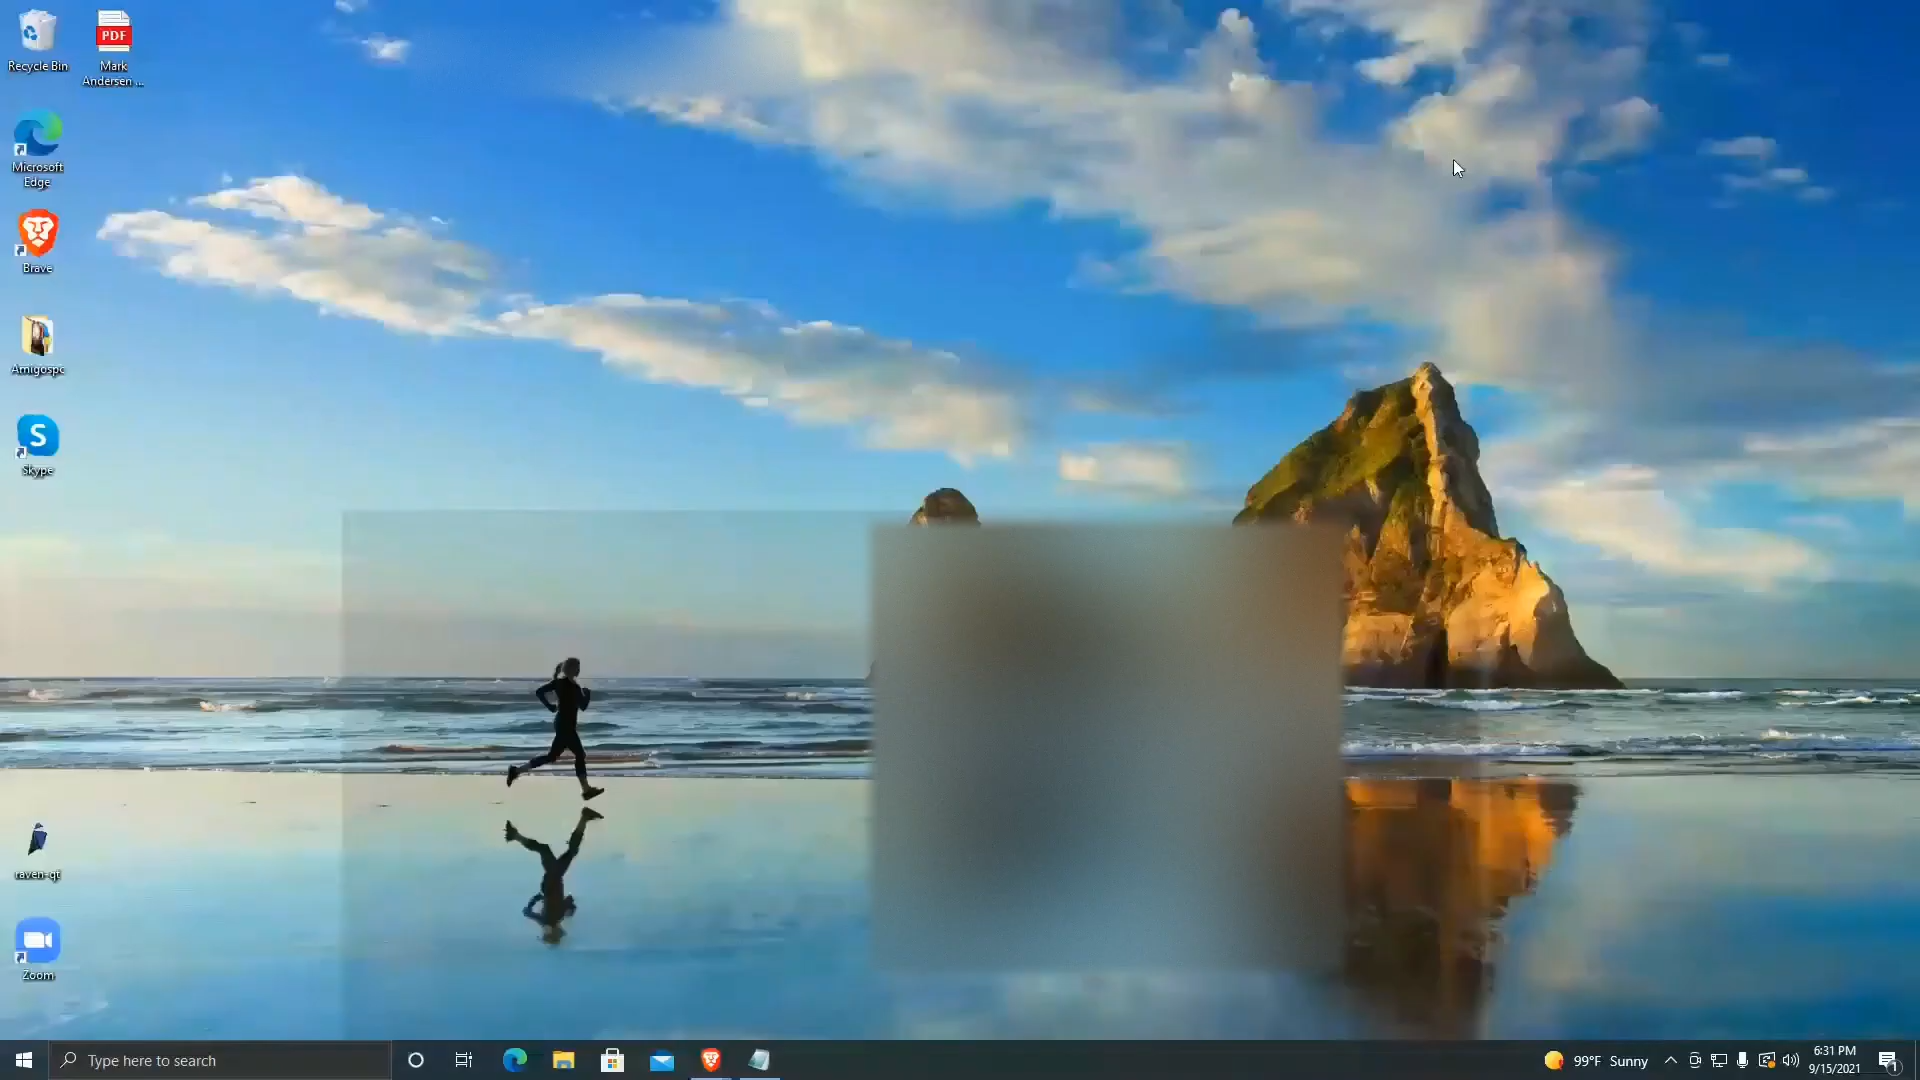 Recycle Bin
PDF
Mark
Andersen ...
Microsoft
Edge
Brave
Amigospc
S
Skype
raven-qt
Zoom
Type here to search
99°F Sunny
6:31 PM
9/15/2021
1